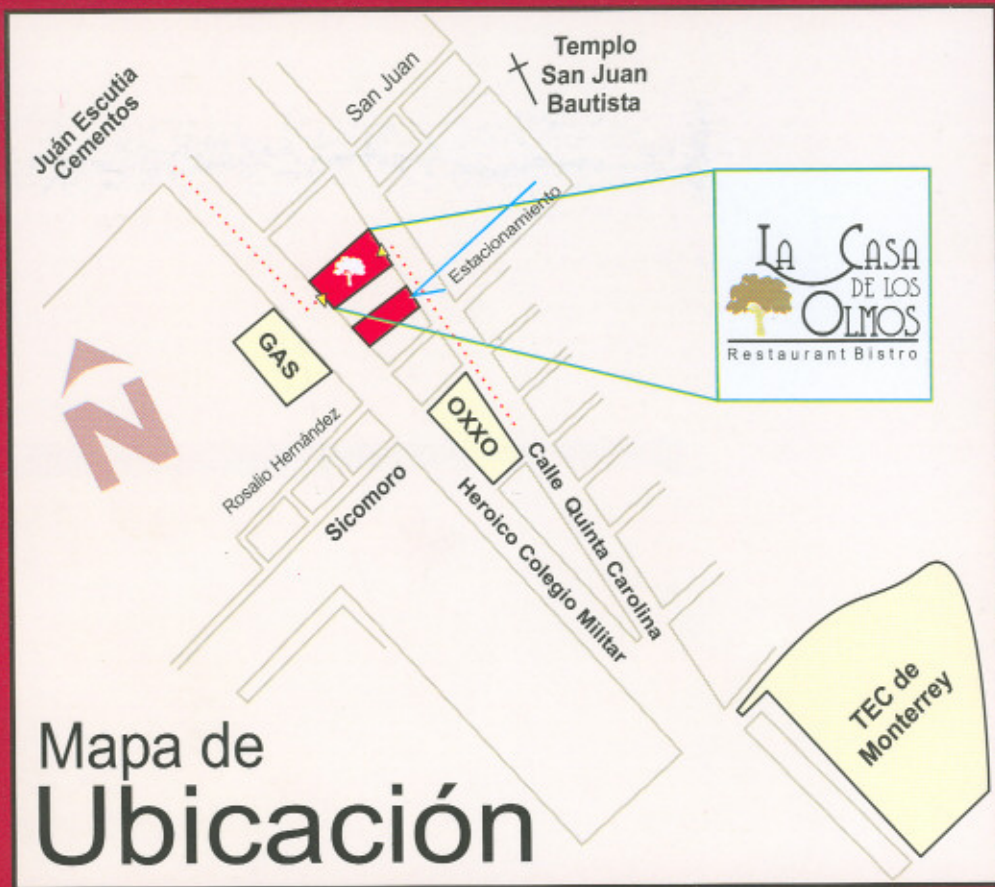 Juán Escutia
Cementos
San Juan
Templo
San Juan
Bautista
Estacionamiento
LA CASA
DE LOS
OLMOS
Restaurant Bistro
GAS
N
OXXO
Rosalio Hernández
Sicomoro
Calle Quinta Carolina
Heroico Colegio Militar
TEC de
Monterrey
Mapa de
Ubicación